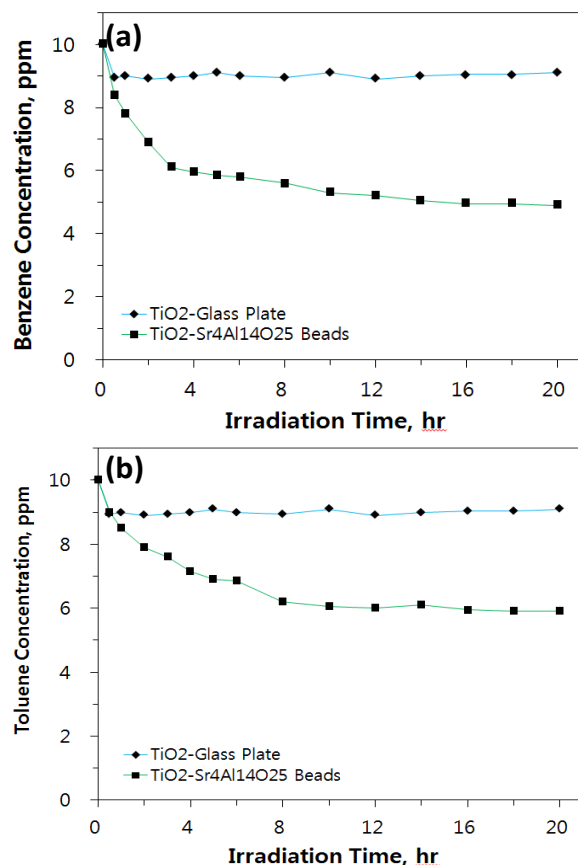 (a)
Benzene Concentration, ppm
10
8
6
4
2
0
TiO2-Glass Plate
TiO2-Sr4Al14O25 Beads
0 4 8 12 16 20
Irradiation Time, hr
(b)
Toluene Concentration, ppm
10
8
6
4
2
0
TiO2-Glass Plate
TiO2-Sr4Al14O25 Beads
0 4 8 12 16 20
Irradiation Time, hr